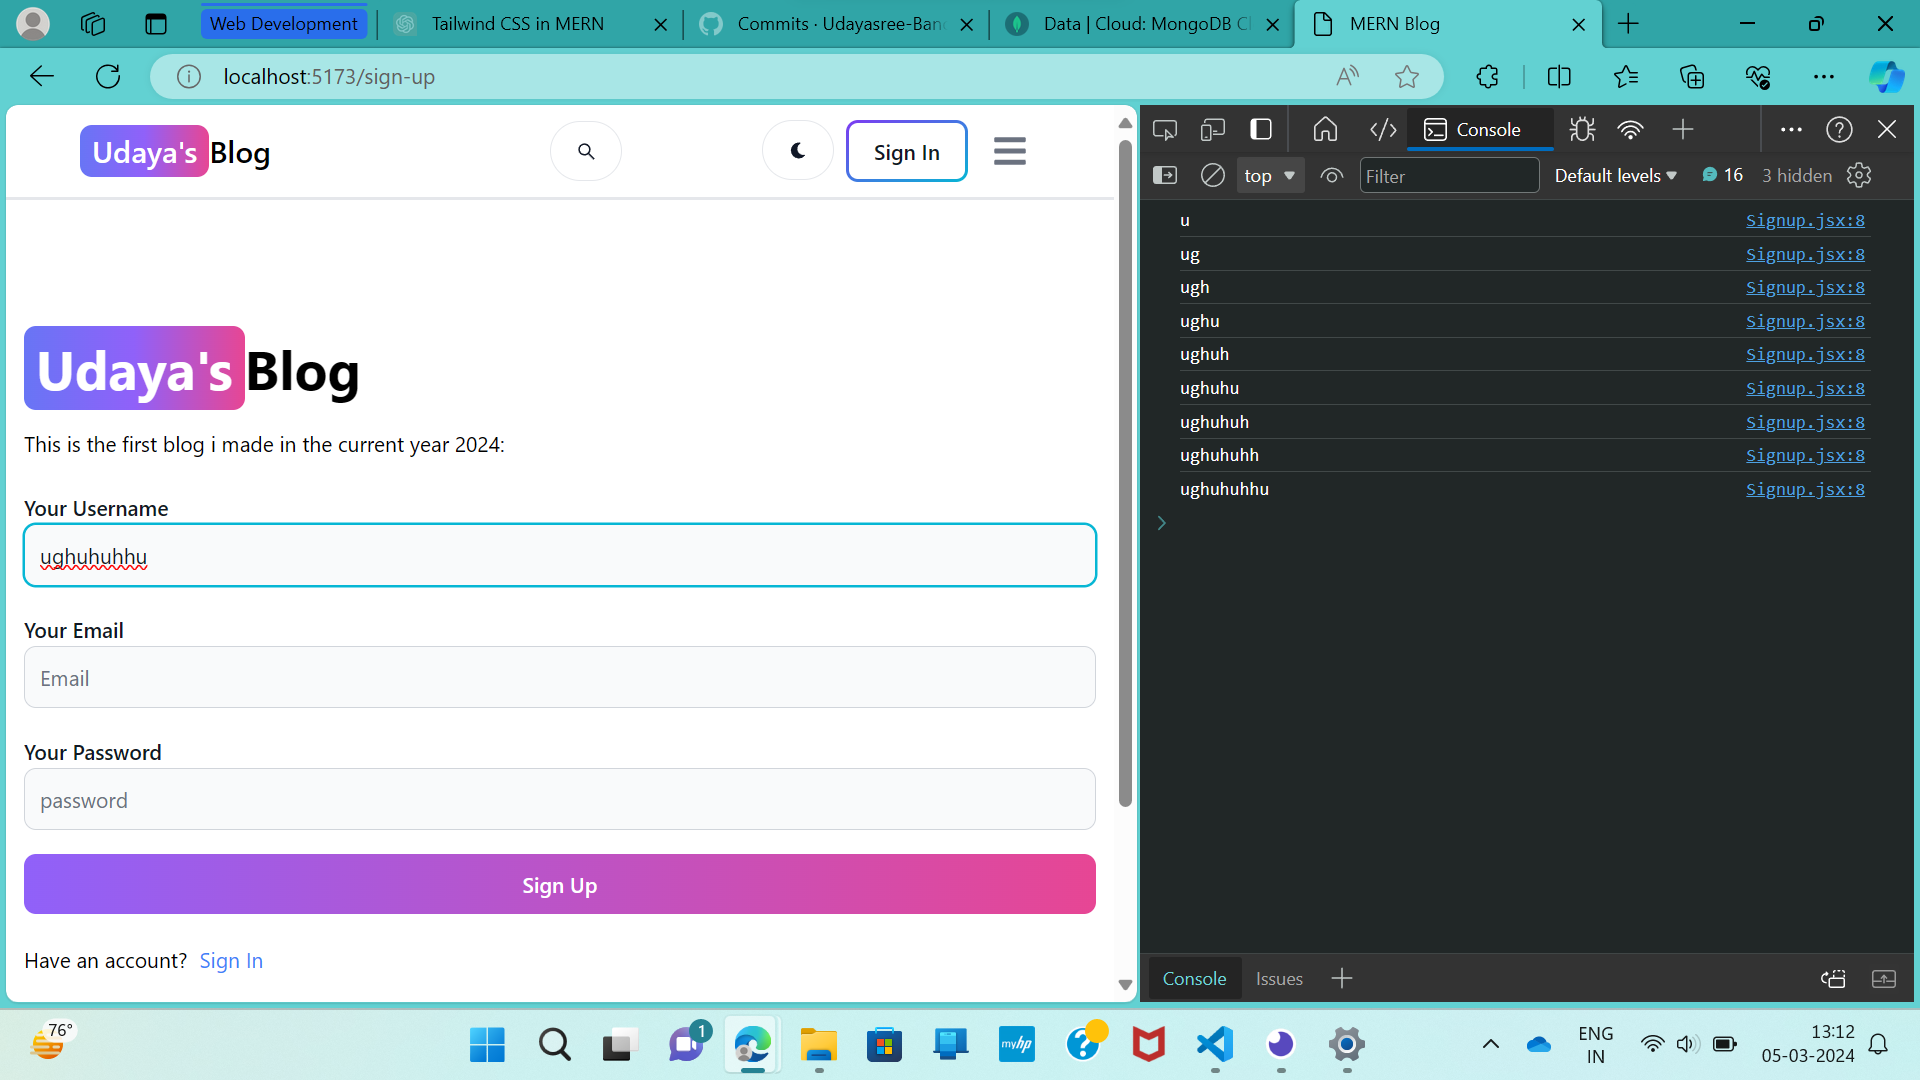 Web Development
Tailwind CSS in MERN
Commits · Udayasree-Ban
Data | Cloud: MongoDB Cl
MERN Blog
localhost:5173/sign-up
Udaya's Blog
Sign In
Udaya's Blog
This is the first blog i made in the current year 2024:
Your Username
ughuhuhhu
Your Email
Email
Your Password
password
Sign Up
Have an account? Sign In
Console
top
Filter
Default levels
16
3 hidden
u Signup.jsx:8
ug Signup.jsx:8
ugh Signup.jsx:8
ughu Signup.jsx:8
ughuh Signup.jsx:8
ughuhu Signup.jsx:8
ughuhuh Signup.jsx:8
ughuhuhh Signup.jsx:8
ughuhuhhu Signup.jsx:8
Console
Issues
76°
1
myhp
ENG
IN
13:12
05-03-2024